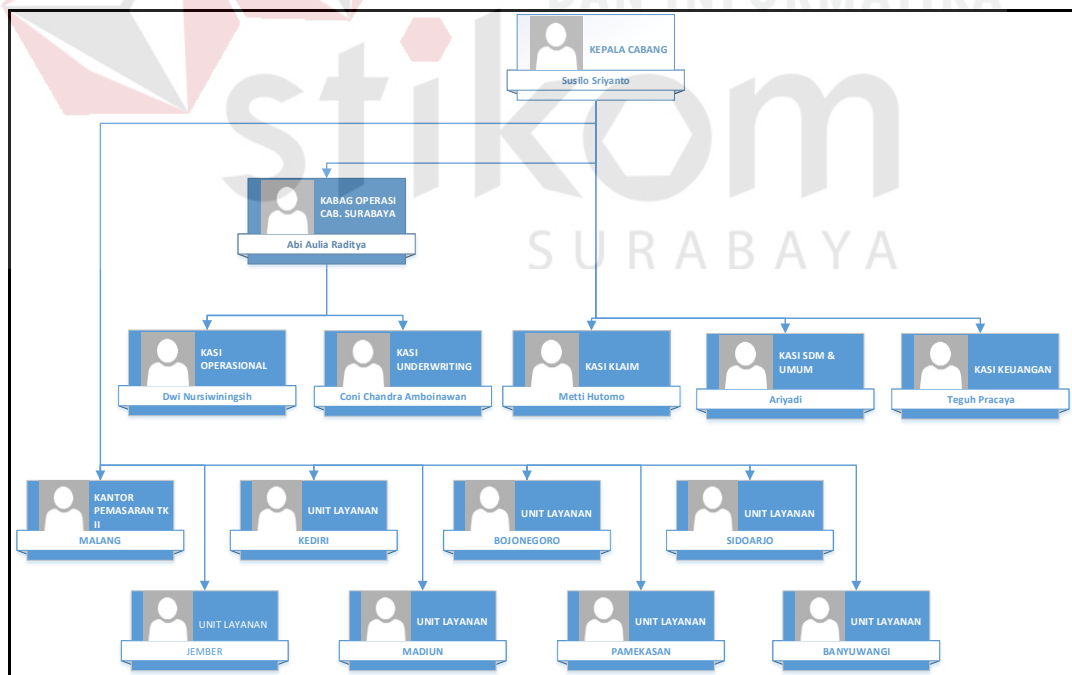 DAN INFORMATIKA
stikom
SURABAYA
KEPALA CABANG
Susilo Sriyanto
KABAG OPERASI
CAB. SURABAYA
Abi Aulia Raditya
KASI
OPERASIONAL
Dwi Nursiwiningsih
KASI
UNDERWRITING
Coni Chandra Amboinawan
KASI KLAIM
Metti Hutomo
KASI SDM &
UMUM
Ariyadi
KASI KEUANGAN
Teguh Pracaya
KANTOR
PEMASARAN TK
II
MALANG
UNIT LAYANAN
KEDIRI
UNIT LAYANAN
BOJONEGORO
UNIT LAYANAN
SIDOARJO
UNIT LAYANAN
JEMBER
UNIT LAYANAN
MADIUN
UNIT LAYANAN
PAMEKASAN
UNIT LAYANAN
BANYUWANGI